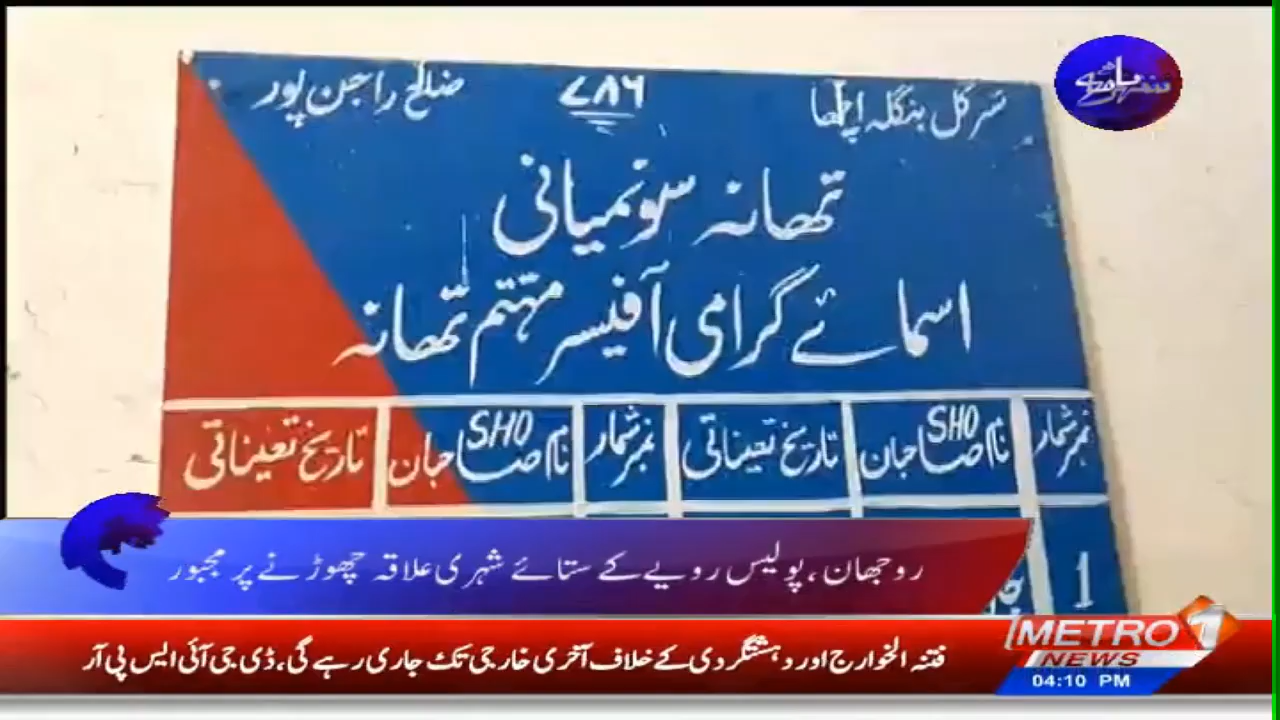 سرکل بنگلہ اچھا ۷۸۶ ضلع راجن پور
تھانہ سونمیانی
اسمائے گرامی آفیسر مہتمم تھانہ
نمبر شمار نام SHO صاحبان تاریخ تعیناتی نمبر شمار نام SHO صاحبان تاریخ تعیناتی
1
روجھان، پولیس رویے کے ستائے شہری علاقہ چھوڑنے پر مجبور
فتنہ الخوارج اور دہشتگردی کے خلاف آخری خارجی تک جاری رہے گی، ڈی جی آئی ایس پی آر
METRO 1
NEWS
04:10 PM